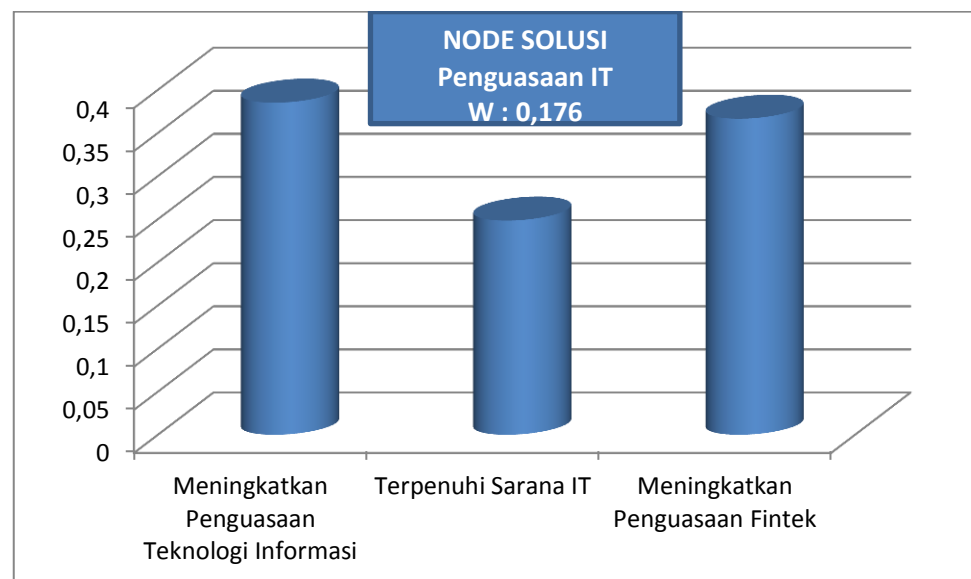 NODE SOLUSI
Penguasaan IT
W : 0,176
0,4
0,35
0,3
0,25
0,2
0,15
0,1
0,05
0
Meningkatkan
Penguasaan
Teknologi Informasi
Terpenuhi Sarana IT
Meningkatkan
Penguasaan Fintek